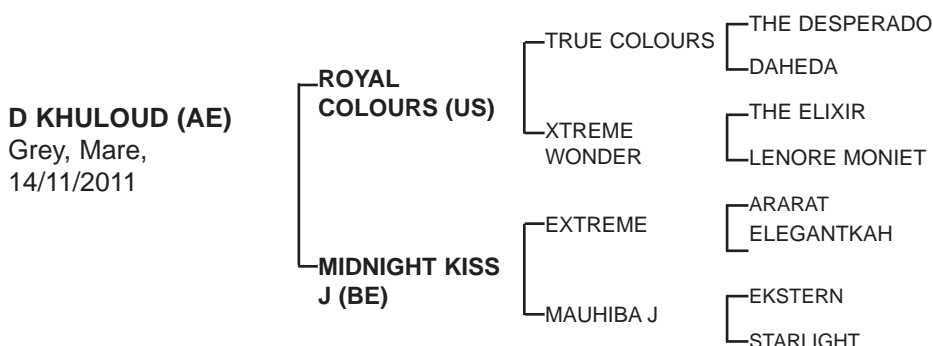 D KHULOUD (AE)
Grey, Mare,
14/11/2011
ROYAL
COLOURS (US)
MIDNIGHT KISS
J (BE)
TRUE COLOURS
XTREME
WONDER
EXTREME
MAUHIBA J
THE DESPERADO
DAHEDA
THE ELIXIR
LENORE MONIET
ARARAT
ELEGANTKAH
EKSTERN
STARLIGHT